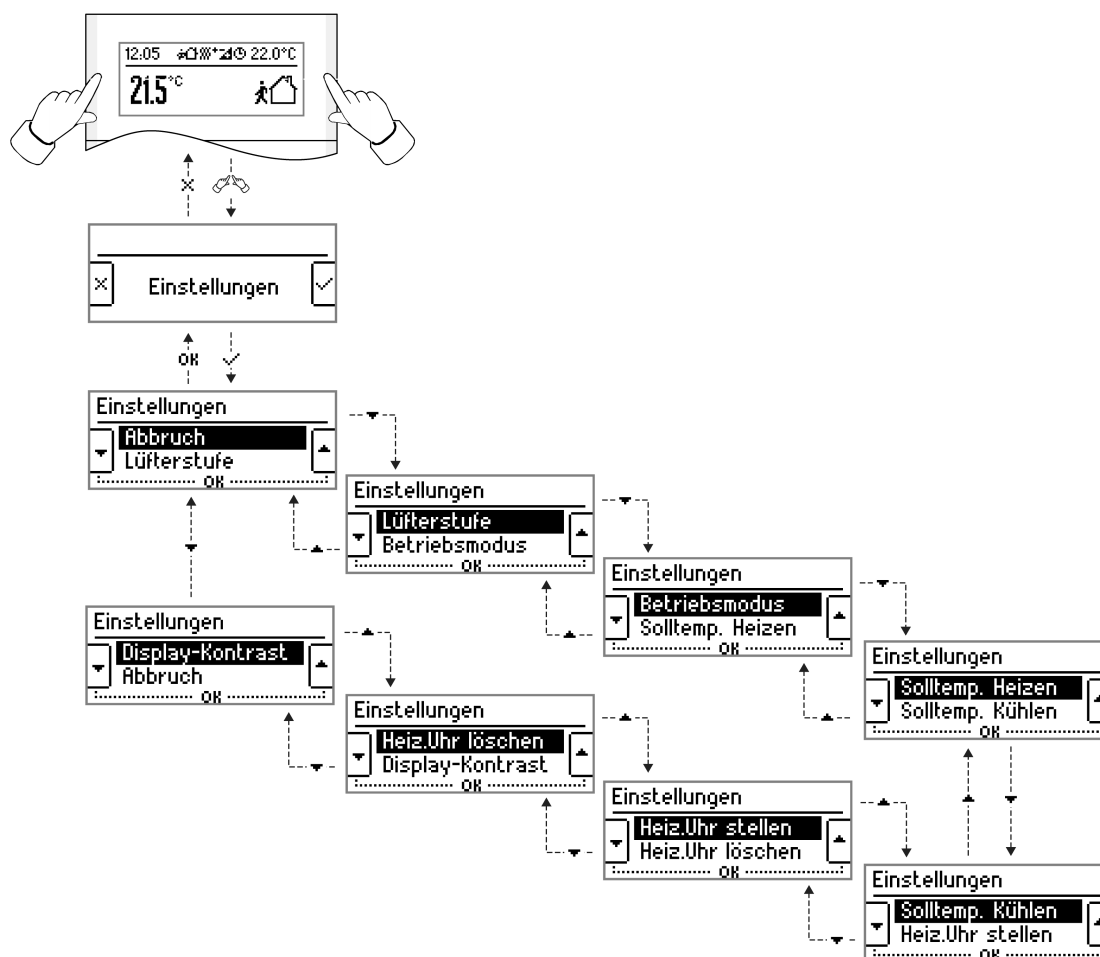 12:05 22.0°C
21.5°C
Einstellungen
OK
Einstellungen
Abbruch
Lüfterstufe
OK
Einstellungen
Lüfterstufe
Betriebsmodus
OK
Einstellungen
Betriebsmodus
Solltemp. Heizen
OK
Einstellungen
Solltemp. Heizen
Solltemp. Kühlen
OK
Einstellungen
Display-Kontrast
Abbruch
OK
Einstellungen
Heiz.Uhr löschen
Display-Kontrast
OK
Einstellungen
Heiz.Uhr stellen
Heiz.Uhr löschen
OK
Einstellungen
Solltemp. Kühlen
Heiz.Uhr stellen
OK